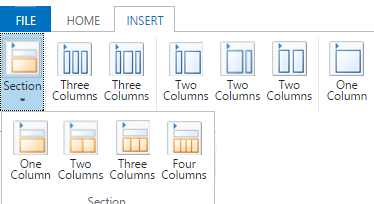 FILE HOME INSERT
Section Three Columns Three Columns Two Columns Two Columns Two Columns One Column
One Column Two Columns Three Columns Four Columns
Section